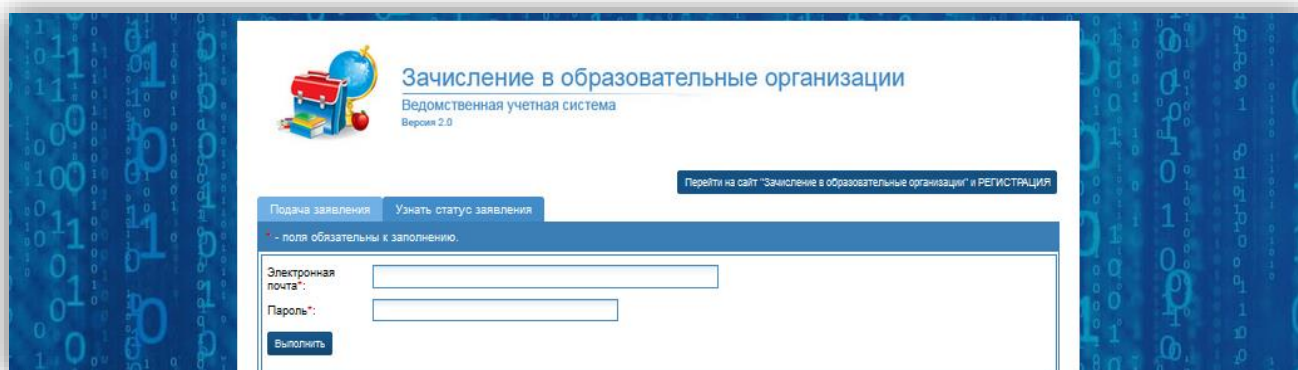 Зачисление в образовательные организации
Ведомственная учетная система
Версия 2.0
Перейти на сайт "Зачисление в образовательные организации" и РЕГИСТРАЦИЯ
Подача заявления Узнать статус заявления
* - поля обязательны к заполнению.
Электронная
почта*:
Пароль*:
Выполнить